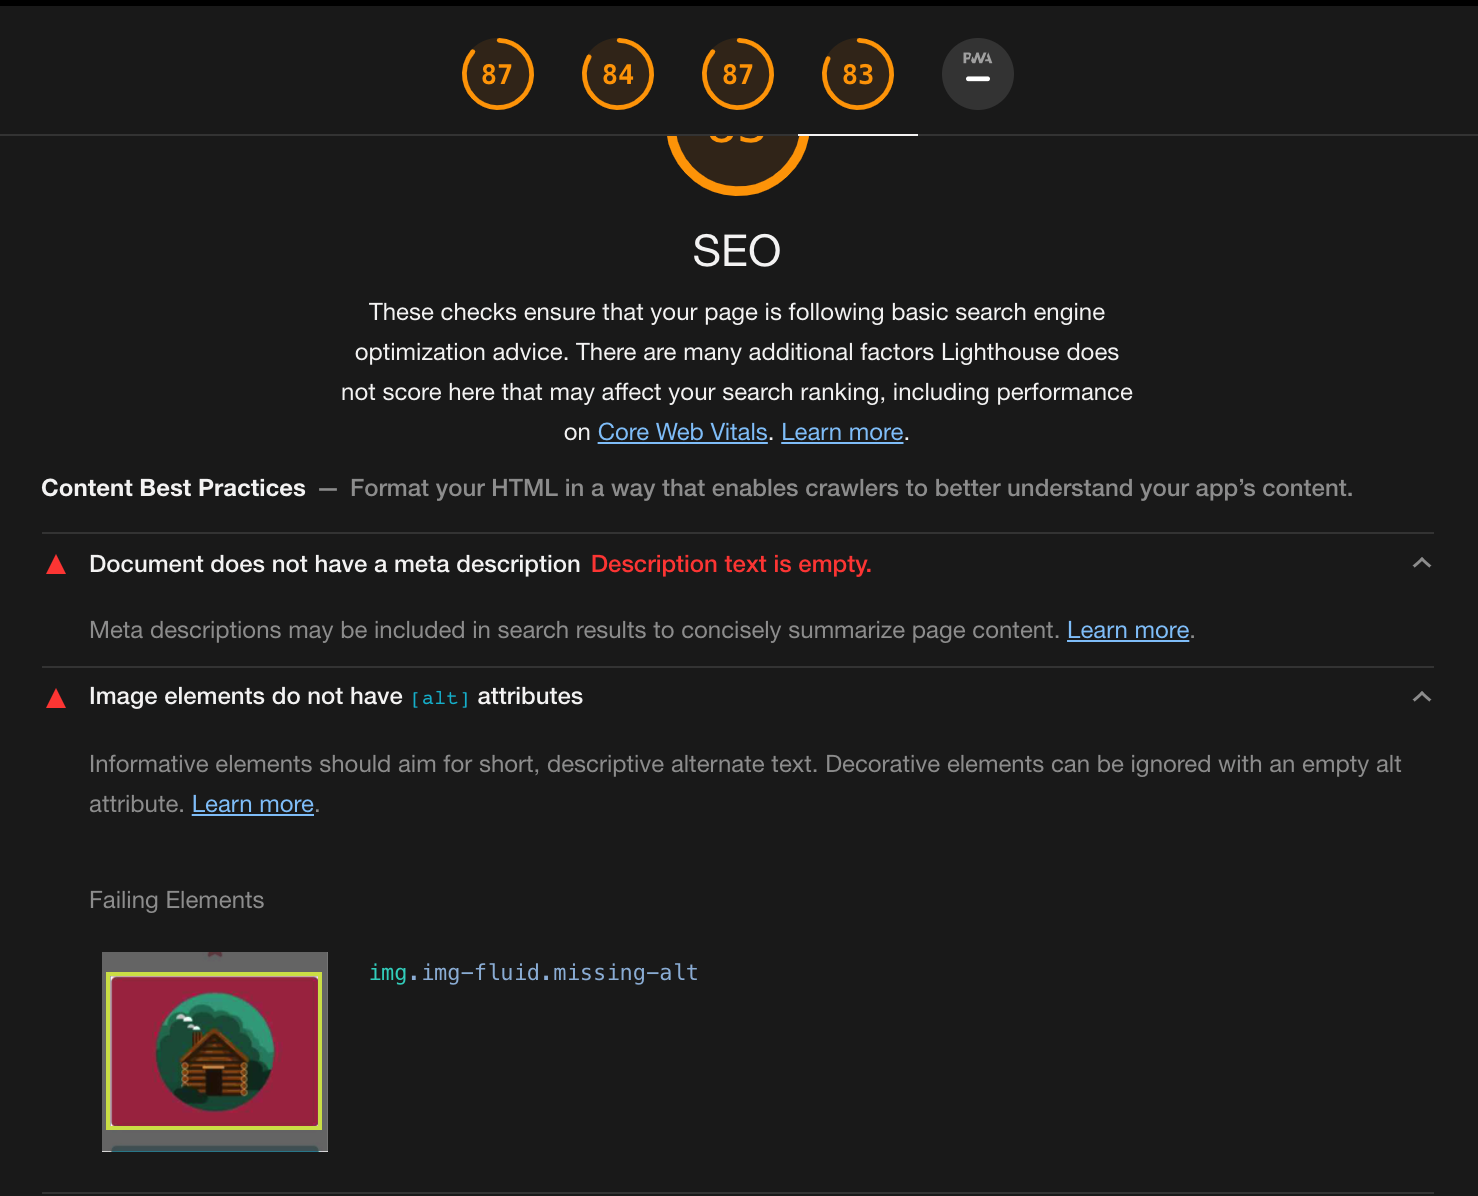 87 84 87 83 PWA
SEO
These checks ensure that your page is following basic search engine
optimization advice. There are many additional factors Lighthouse does
not score here that may affect your search ranking, including performance
on Core Web Vitals. Learn more.
Content Best Practices — Format your HTML in a way that enables crawlers to better understand your app's content.
Document does not have a meta description Description text is empty.
Meta descriptions may be included in search results to concisely summarize page content. Learn more.
Image elements do not have [alt] attributes
Informative elements should aim for short, descriptive alternate text. Decorative elements can be ignored with an empty alt
attribute. Learn more.
Failing Elements
img.img-fluid.missing-alt